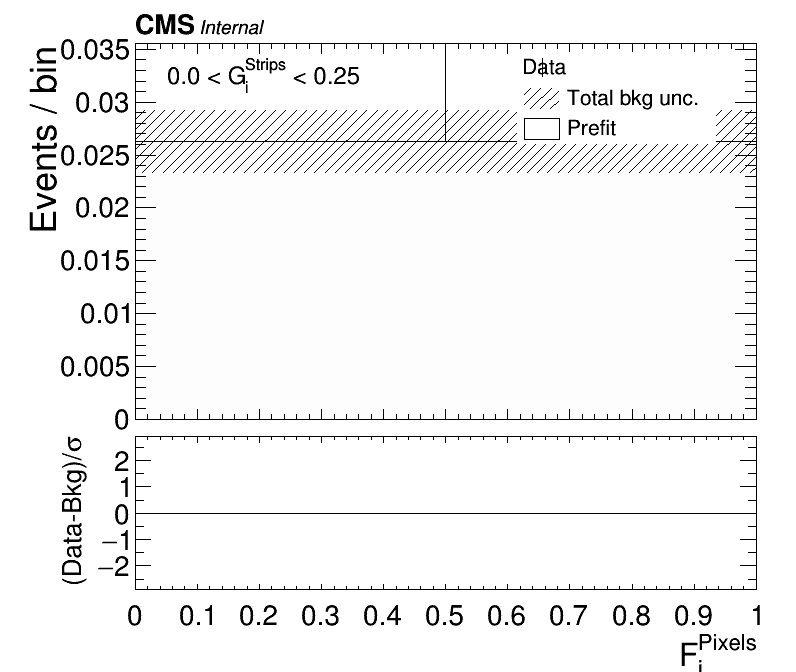 CMS Internal
Events / bin
0.035
0.03
0.025
0.02
0.015
0.01
0.005
0
0.0 < G_i^Strips < 0.25
Data
Total bkg unc.
Prefit
(Data-Bkg)/σ
2
1
0
−1
−2
0 0.1 0.2 0.3 0.4 0.5 0.6 0.7 0.8 0.9 1
F_i^Pixels